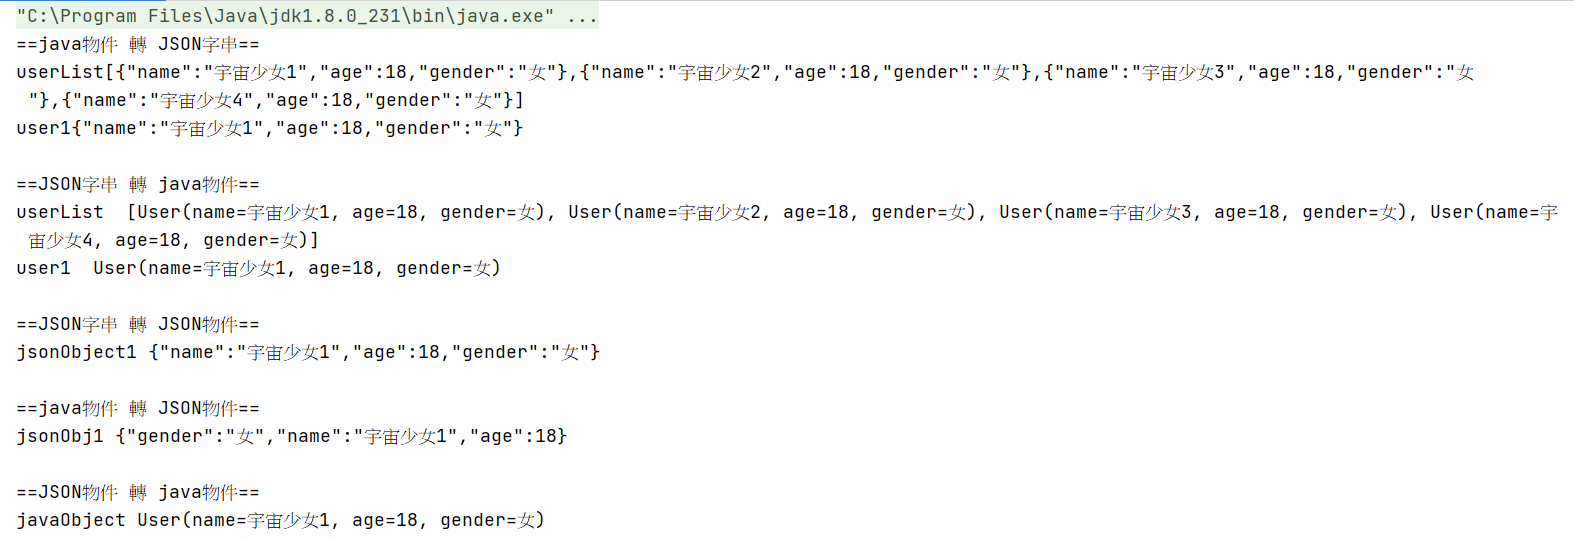 "C:\Program Files\Java\jdk1.8.0_231\bin\java.exe" ...
==java物件 轉 JSON字串==
userList[{"name":"宇宙少女1","age":18,"gender":"女"},{"name":"宇宙少女2","age":18,"gender":"女"},{"name":"宇宙少女3","age":18,"gender":"女
"},{"name":"宇宙少女4","age":18,"gender":"女"}]
user1{"name":"宇宙少女1","age":18,"gender":"女"}

==JSON字串 轉 java物件==
userList  [User(name=宇宙少女1, age=18, gender=女), User(name=宇宙少女2, age=18, gender=女), User(name=宇宙少女3, age=18, gender=女), User(name=宇
宙少女4, age=18, gender=女)]
user1  User(name=宇宙少女1, age=18, gender=女)

==JSON字串 轉 JSON物件==
jsonObject1 {"name":"宇宙少女1","age":18,"gender":"女"}

==java物件 轉 JSON物件==
jsonObj1 {"gender":"女","name":"宇宙少女1","age":18}

==JSON物件 轉 java物件==
javaObject User(name=宇宙少女1, age=18, gender=女)